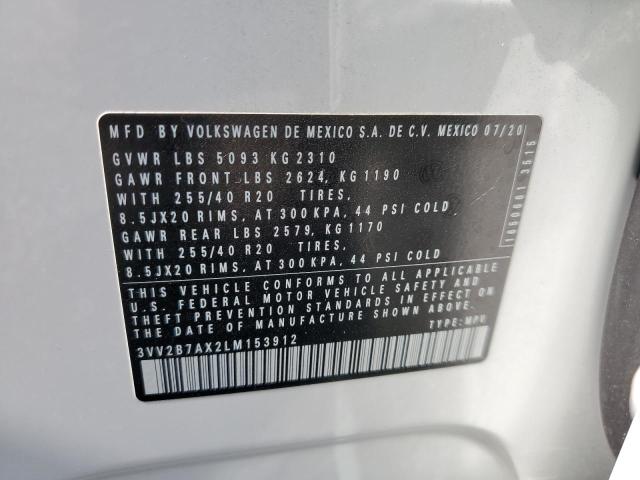 MFD BY VOLKSWAGEN DE MEXICO S.A. DE C.V. MEXICO 07/20
GVWR LBS 5093 KG 2310
GAWR FRONT LBS 2624, KG 1190
WITH 255/40 R20 TIRES,
8.5JX20 RIMS, AT 300 KPA, 44 PSI COLD
GAWR REAR LBS 2579, KG 1170
WITH 255/40 R20 TIRES,
8.5JX20 RIMS, AT 300 KPA, 44 PSI COLD
THIS VEHICLE CONFORMS TO ALL APPLICABLE
U.S. FEDERAL MOTOR VEHICLE SAFETY AND
THEFT PREVENTION STANDARDS IN EFFECT ON
THE DATE OF MANUFACTURE SHOWN ABOVE.
3VV2B7AX2LM153912 TYPE: MPV